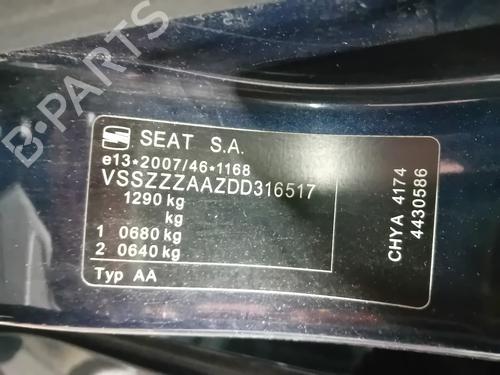 B-PARTS
SEAT S.A.
e13*2007/46*1168
VSSZZZAAZDD316517
1290 kg
kg
1 0680 kg
2 0640 kg
Typ AA
CHYA 4174
4430586